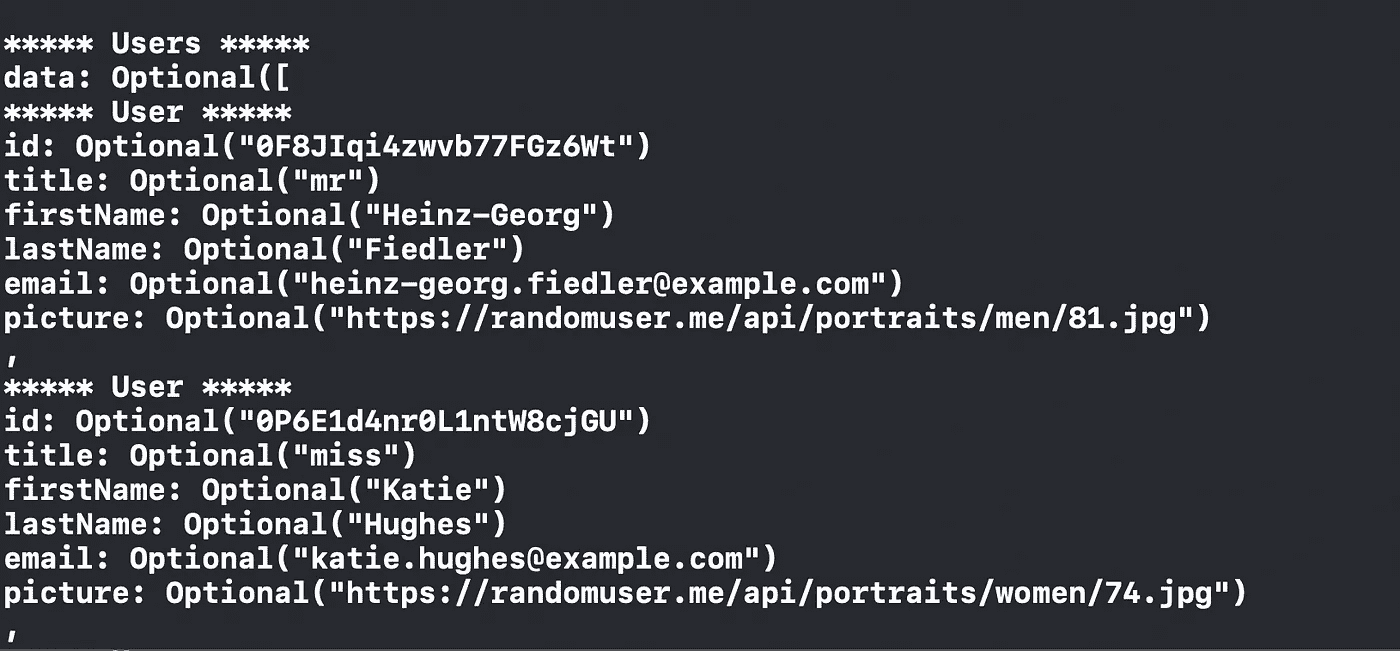 ***** Users *****
data: Optional([
***** User *****
id: Optional("0F8JIqi4zwvb77FGz6Wt")
title: Optional("mr")
firstName: Optional("Heinz-Georg")
lastName: Optional("Fiedler")
email: Optional("heinz-georg.fiedler@example.com")
picture: Optional("https://randomuser.me/api/portraits/men/81.jpg")
,
***** User *****
id: Optional("0P6E1d4nr0L1ntW8cjGU")
title: Optional("miss")
firstName: Optional("Katie")
lastName: Optional("Hughes")
email: Optional("katie.hughes@example.com")
picture: Optional("https://randomuser.me/api/portraits/women/74.jpg")
,